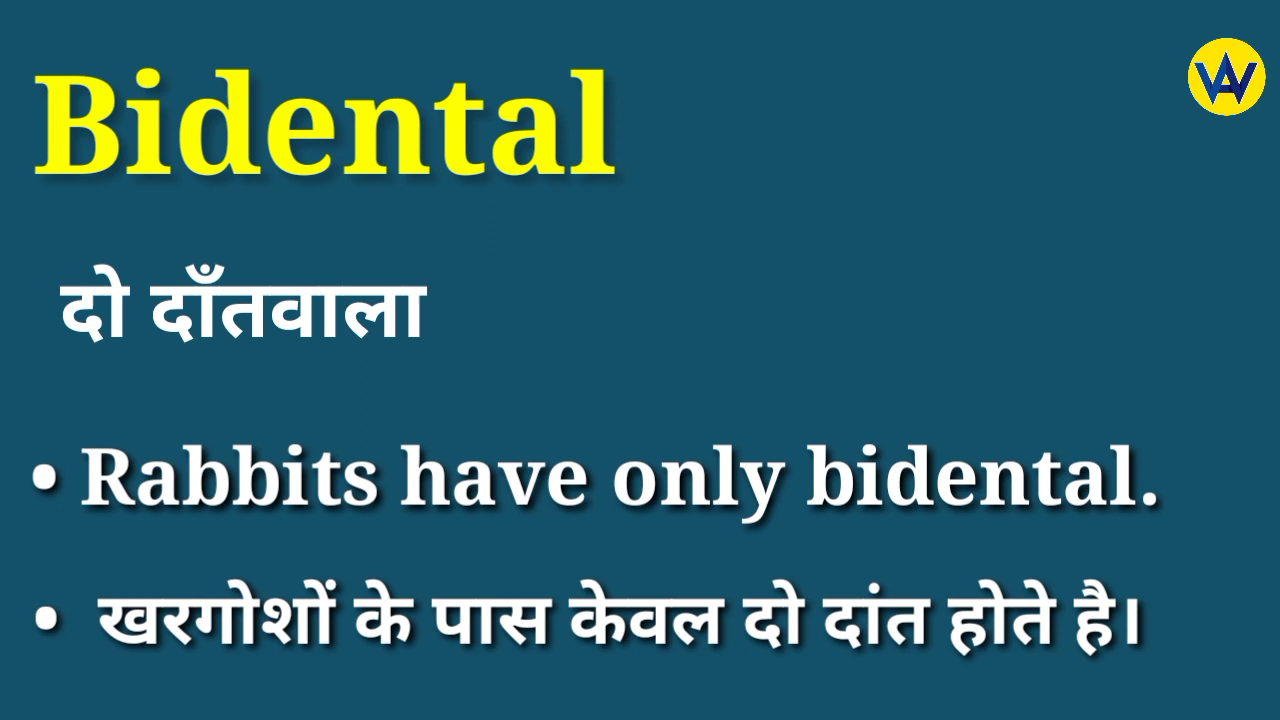 Bidental
दो दाँतवाला
• Rabbits have only bidental.
• खरगोशों के पास केवल दो दांत होते है।